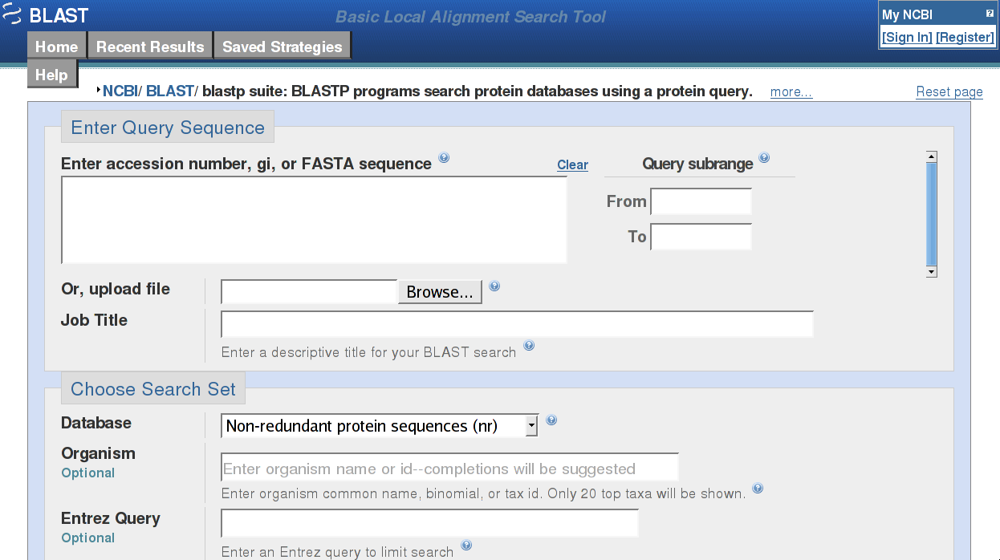 BLAST
Basic Local Alignment Search Tool
My NCBI
?
[Sign In] [Register]
Home
Recent Results
Saved Strategies
Help
NCBI/ BLAST/ blastp suite: BLASTP programs search protein databases using a protein query.
more...
Reset page
Enter Query Sequence
Enter accession number, gi, or FASTA sequence
Clear
Query subrange
From
To
Or, upload file
Browse...
Job Title
Enter a descriptive title for your BLAST search
Choose Search Set
Database
Non-redundant protein sequences (nr)
Organism
Optional
Enter organism name or id--completions will be suggested
Enter organism common name, binomial, or tax id. Only 20 top taxa will be shown.
Entrez Query
Optional
Enter an Entrez query to limit search